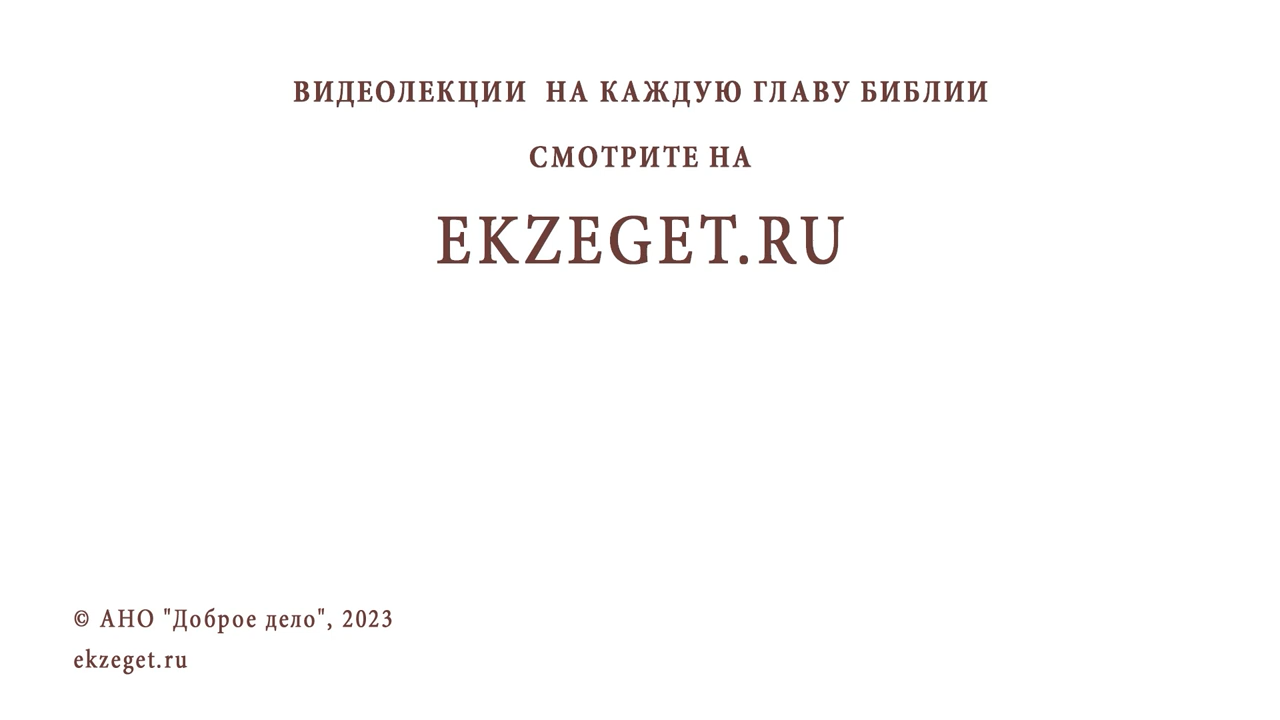 ВИДЕОЛЕКЦИИ НА КАЖДУЮ ГЛАВУ БИБЛИИ
СМОТРИТЕ НА
EKZEGET.RU
© АНО "Доброе дело", 2023
ekzeget.ru